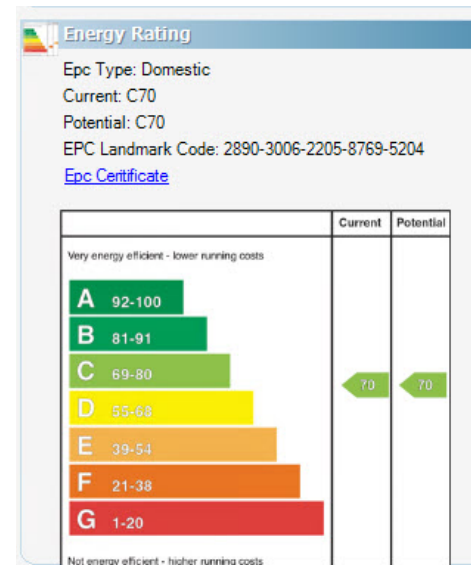 Energy Rating
Epc Type: Domestic
Current: C70
Potential: C70
EPC Landmark Code: 2890-3006-2205-8769-5204
Epc Ceritificate
Current Potential
Very energy efficient - lower running costs
A 92-100
B 81-91
C 69-80 70 70
D 55-68
E 39-54
F 21-38
G 1-20
Not energy efficient - higher running costs